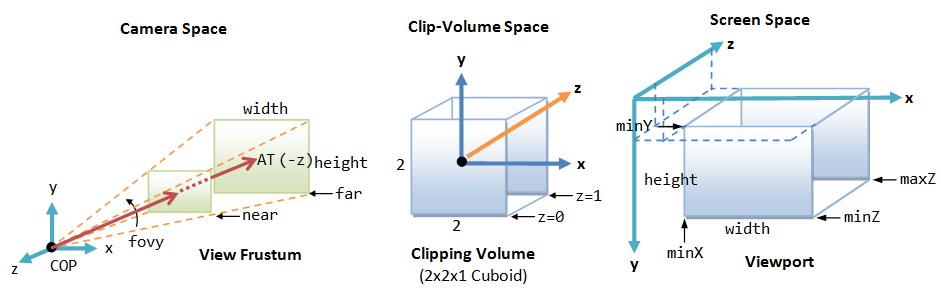 Camera Space
width
AT(-z)
height
far
near
y
fovy
x
z
COP
View Frustum
Clip-Volume Space
y
z
x
2
z=1
z=0
2
Clipping Volume
(2x2x1 Cuboid)
Screen Space
z
x
minY
height
maxZ
minZ
width
minX
y
Viewport